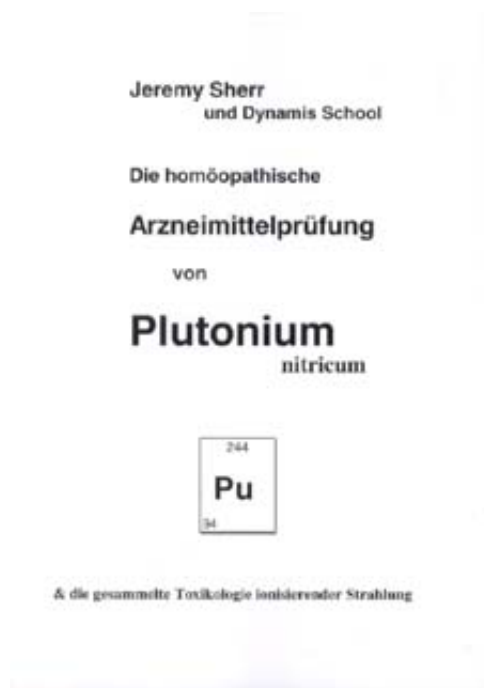 Jeremy Sherr
und Dynamis School
Die homöopathische
Arzneimittelprüfung
von
Plutonium
nitricum
244
Pu
94
& die gesammelte Toxikologie ionisierender Strahlung